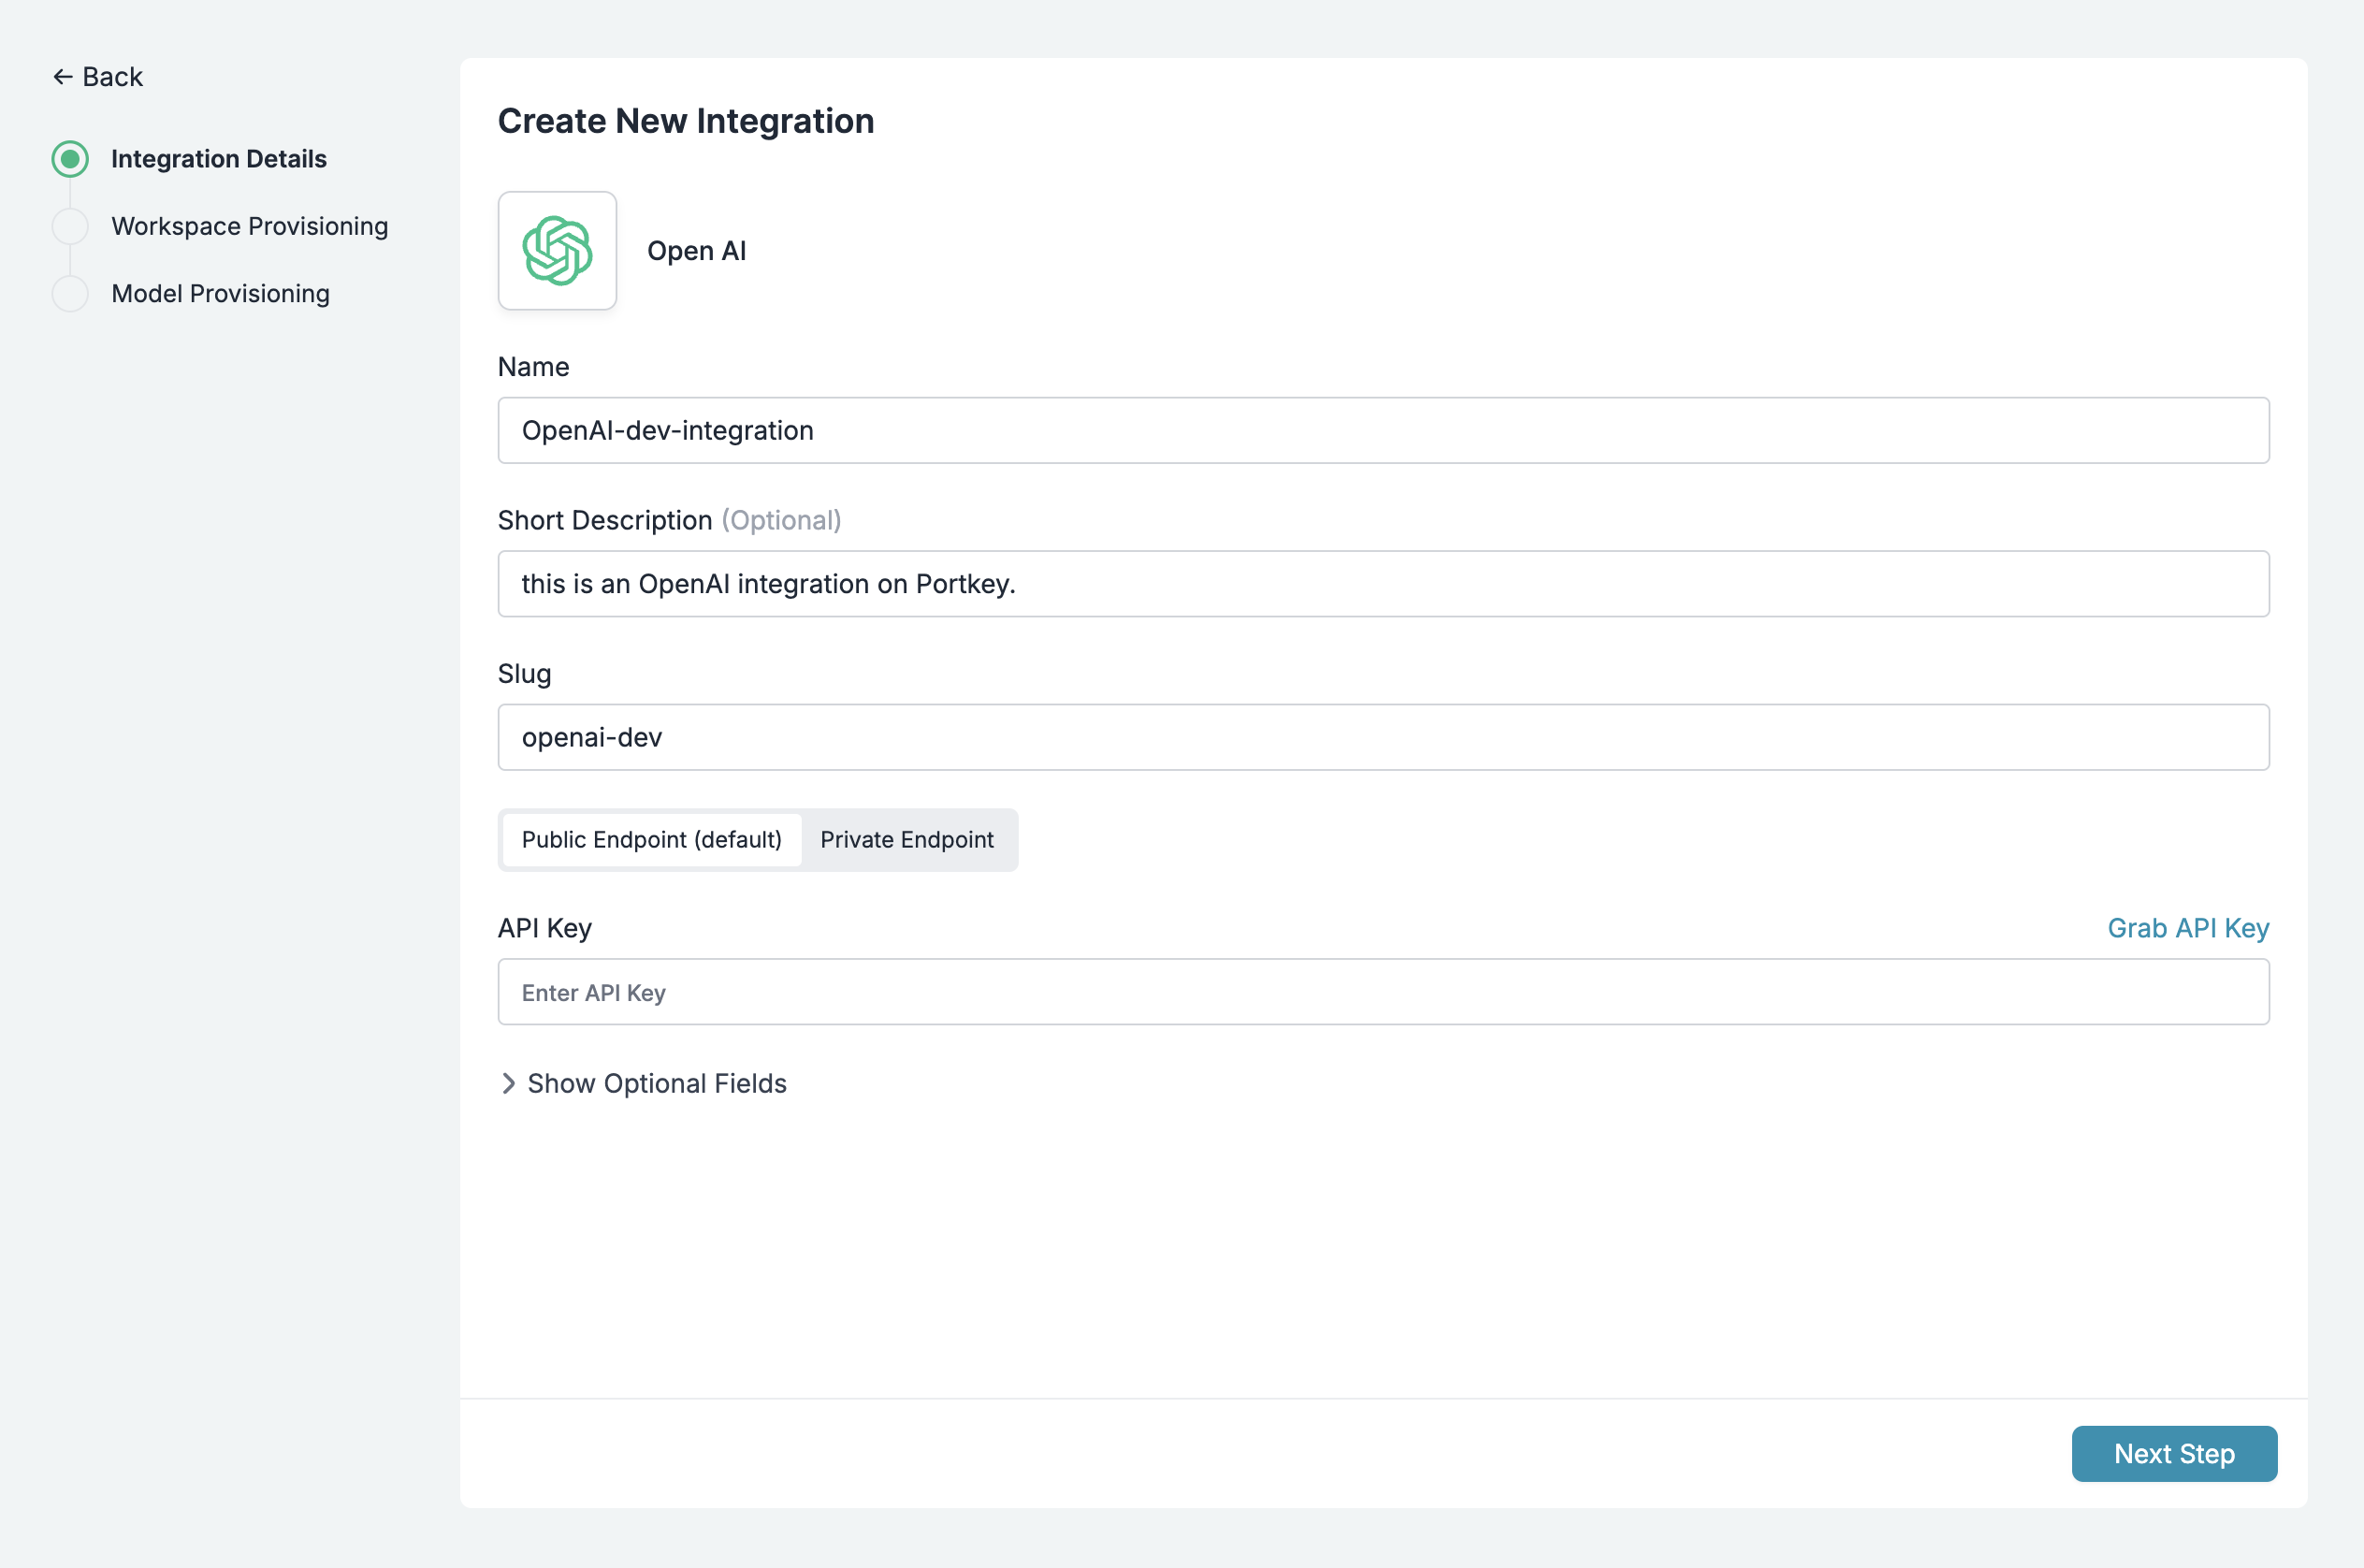 Back
Integration Details
Workspace Provisioning
Model Provisioning
Create New Integration
Open AI
Name
OpenAI-dev-integration
Short Description (Optional)
this is an OpenAI integration on Portkey.
Slug
openai-dev
Public Endpoint (default) Private Endpoint
API Key Grab API Key
Enter API Key
Show Optional Fields
Next Step